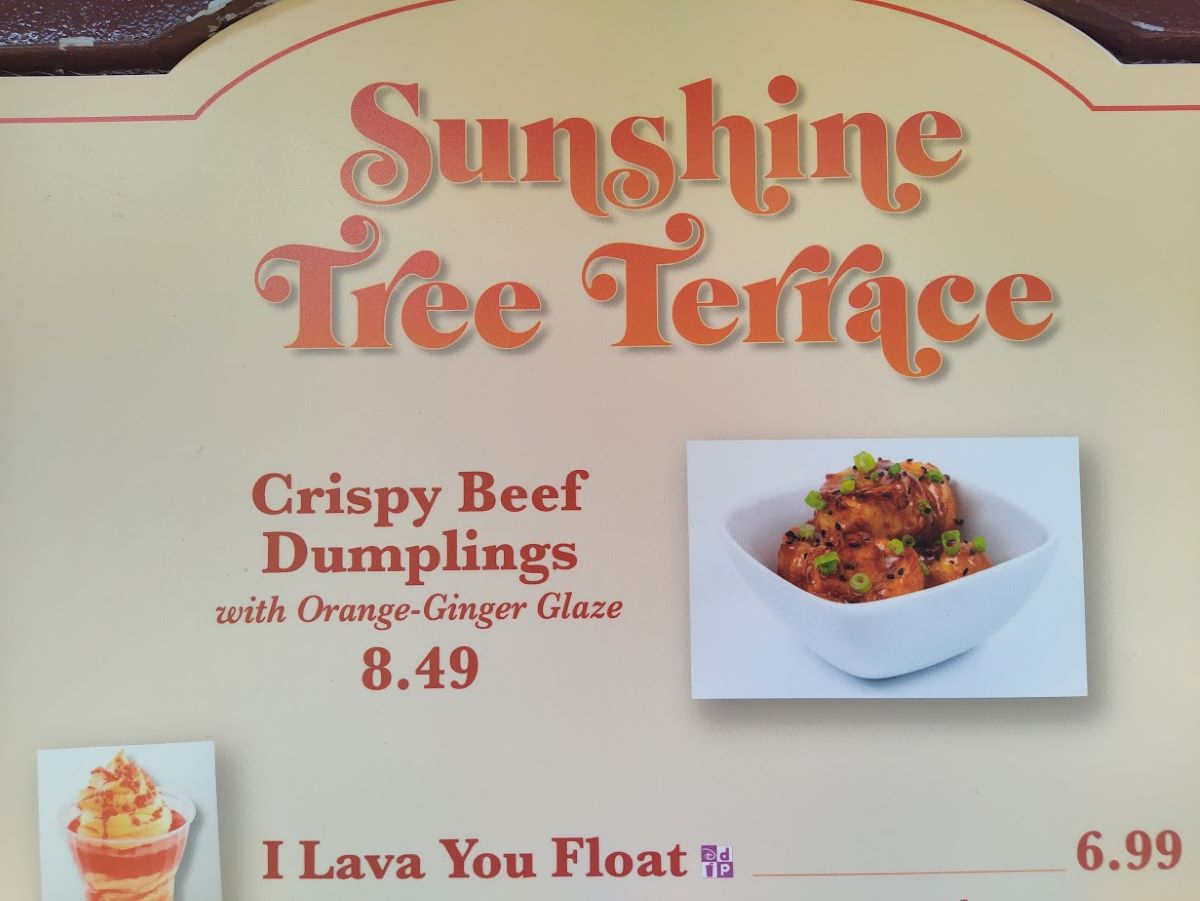 Sunshine
Tree Terrace
Crispy Beef
Dumplings
with Orange-Ginger Glaze
8.49
I Lava You Float D d i P 6.99